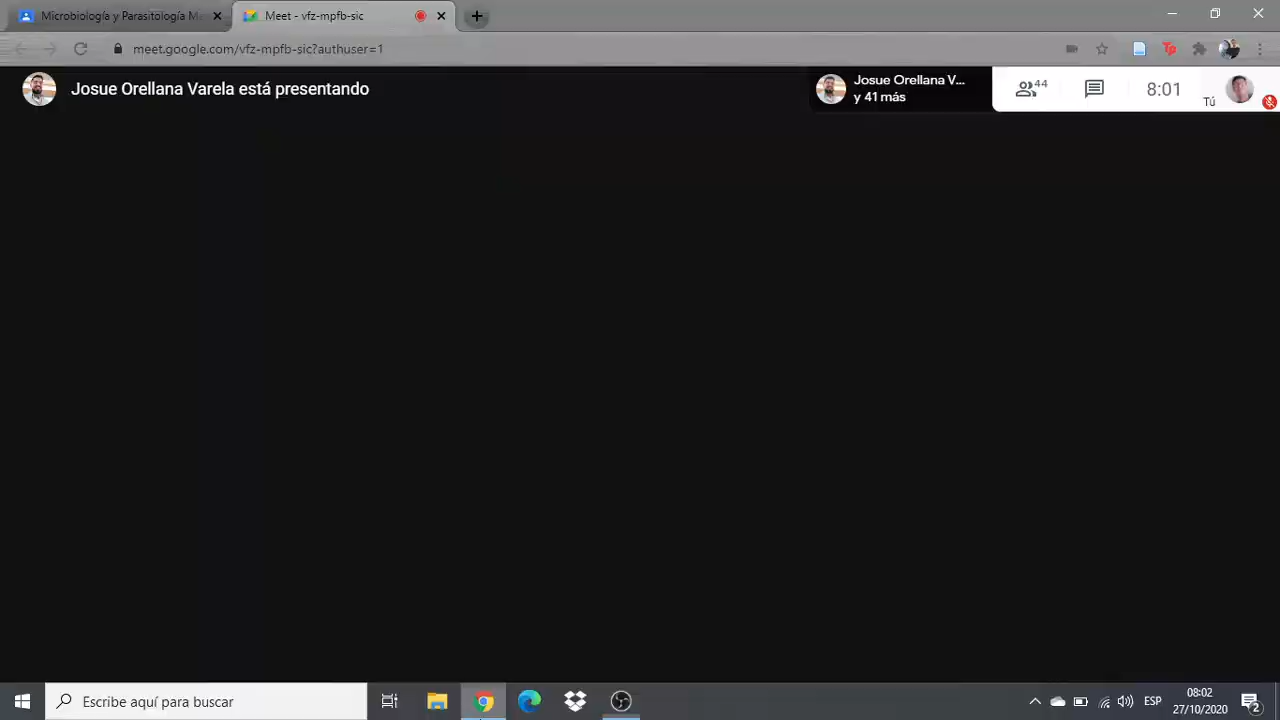 Microbiología y Parasitología Ma
Meet - vfz-mpfb-sic
meet.google.com/vfz-mpfb-sic?authuser=1
Josue Orellana Varela está presentando
Josue Orellana V...
y 41 más
44
8:01
Tú
Escribe aquí para buscar
ESP
08:02
27/10/2020
2